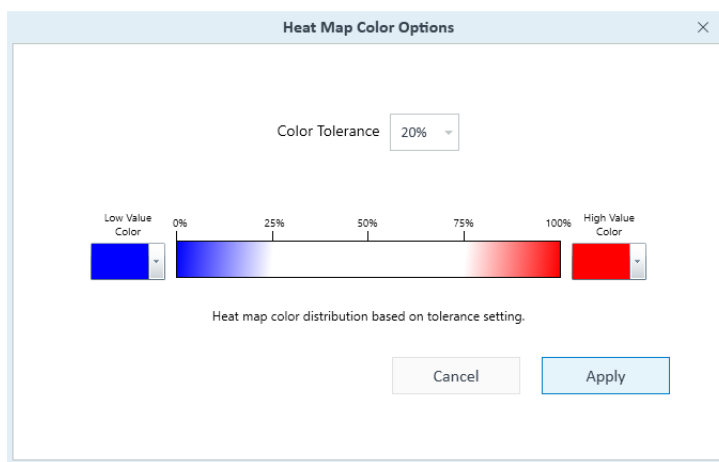 Heat Map Color Options
Color Tolerance 20%
Low Value
Color
0% 25% 50% 75% 100%
High Value
Color
Heat map color distribution based on tolerance setting.
Cancel Apply